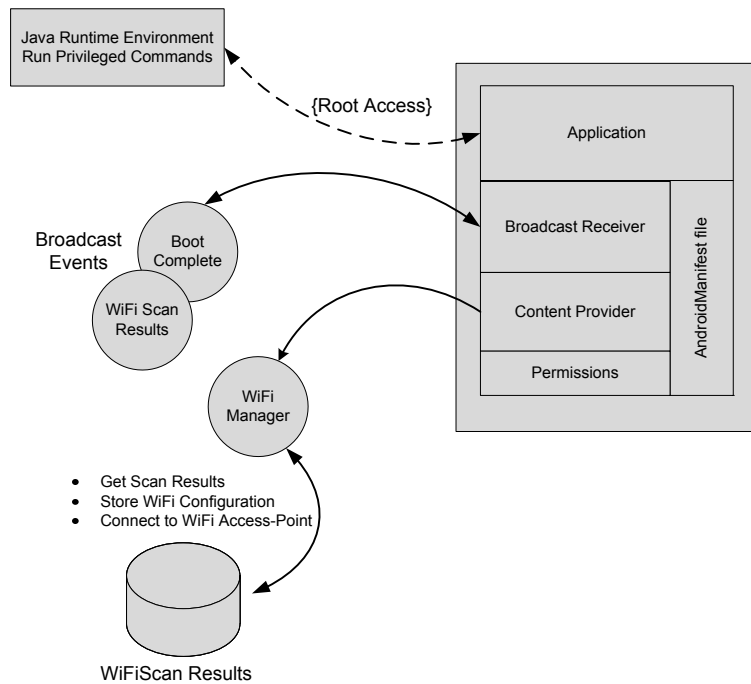 Java Runtime Environment
Run Privileged Commands
{Root Access}
Application
Broadcast Receiver
Content Provider
Permissions
AndroidManifest file
Broadcast
Events
Boot
Complete
WiFi Scan
Results
WiFi
Manager
• Get Scan Results
• Store WiFi Configuration
• Connect to WiFi Access-Point
WiFiScan Results